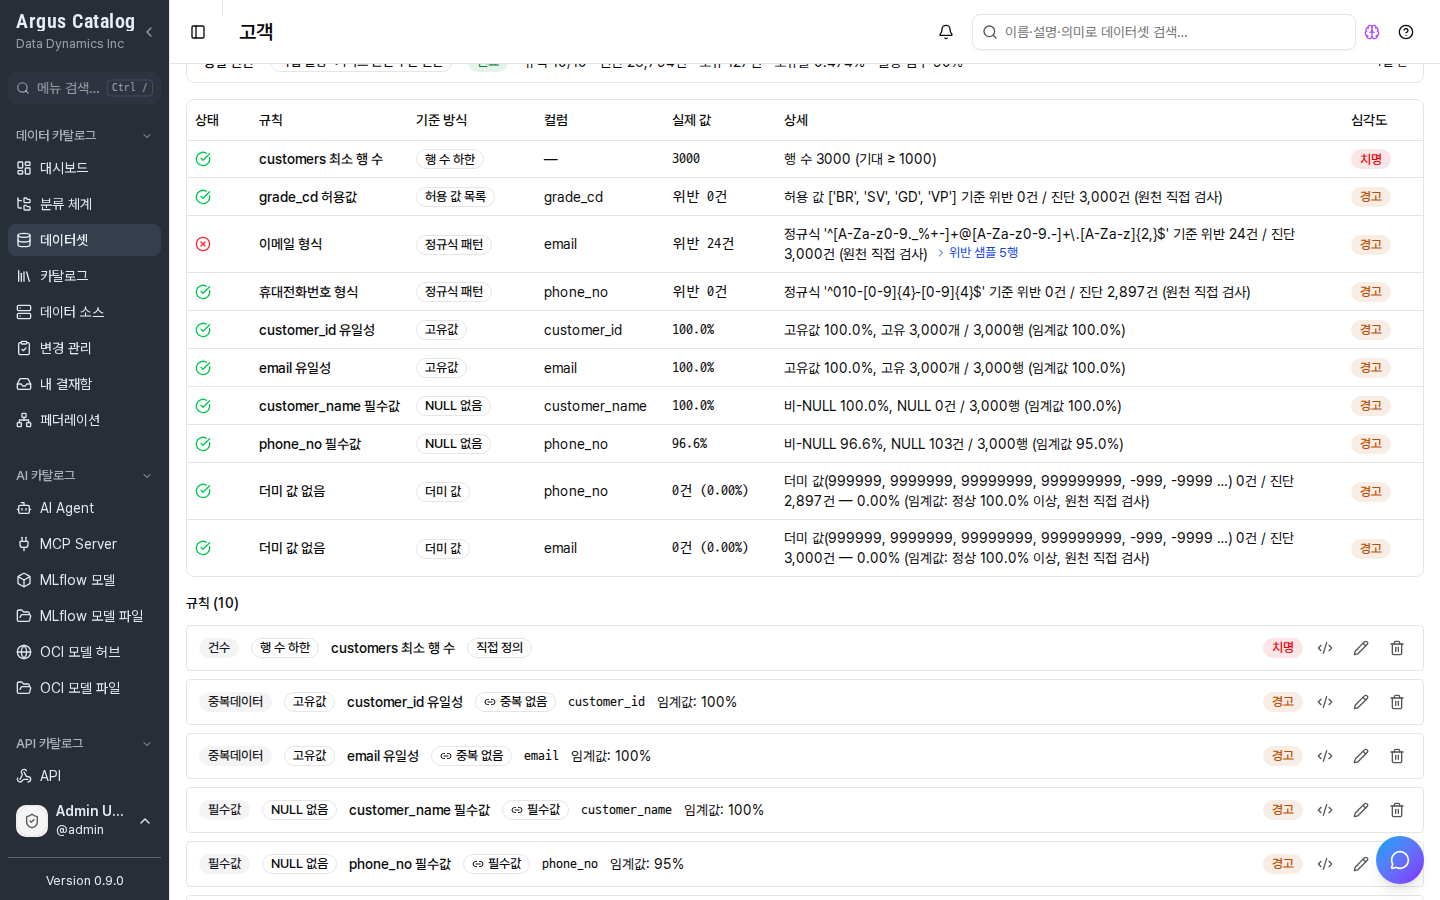 Argus Catalog
Data Dynamics Inc
메뉴 검색...
Ctrl /
데이터 카탈로그
대시보드
분류 체계
데이터셋
카탈로그
데이터 소스
변경 관리
내 결재함
페더레이션
AI 카탈로그
AI Agent
MCP Server
MLflow 모델
MLflow 모델 파일
OCI 모델 허브
OCI 모델 파일
API 카탈로그
API
Admin U...
@admin
Version 0.9.0
고객
이름·설명·의미로 데이터셋 검색...
상태 규칙 기준 방식 컬럼 실제 값 상세 심각도
customers 최소 행 수 행 수 하한 — 3000 행 수 3000 (기대 ≥ 1000) 치명
grade_cd 허용값 허용 값 목록 grade_cd 위반 0건 허용 값 ['BR', 'SV', 'GD', 'VP'] 기준 위반 0건 / 진단 3,000건 (원천 직접 검사) 경고
이메일 형식 정규식 패턴 email 위반 24건 정규식 '^[A-Za-z0-9._%+-]+@[A-Za-z0-9.-]+\.[A-Za-z]{2,}$' 기준 위반 24건 / 진단
3,000건 (원천 직접 검사) 위반 샘플 5행 경고
휴대전화번호 형식 정규식 패턴 phone_no 위반 0건 정규식 '^010-[0-9]{4}-[0-9]{4}$' 기준 위반 0건 / 진단 2,897건 (원천 직접 검사) 경고
customer_id 유일성 고유값 customer_id 100.0% 고유값 100.0%, 고유 3,000개 / 3,000행 (임계값 100.0%) 경고
email 유일성 고유값 email 100.0% 고유값 100.0%, 고유 3,000개 / 3,000행 (임계값 100.0%) 경고
customer_name 필수값 NULL 없음 customer_name 100.0% 비-NULL 100.0%, NULL 0건 / 3,000행 (임계값 100.0%) 경고
phone_no 필수값 NULL 없음 phone_no 96.6% 비-NULL 96.6%, NULL 103건 / 3,000행 (임계값 95.0%) 경고
더미 값 없음 더미 값 phone_no 0건 (0.00%) 더미 값(999999, 9999999, 99999999, 999999999, -999, -9999 ...) 0건 / 진단
2,897건 — 0.00% (임계값: 정상 100.0% 이상, 원천 직접 검사) 경고
더미 값 없음 더미 값 email 0건 (0.00%) 더미 값(999999, 9999999, 99999999, 999999999, -999, -9999 ...) 0건 / 진단
3,000건 — 0.00% (임계값: 정상 100.0% 이상, 원천 직접 검사) 경고
규칙 (10)
건수 행 수 하한 customers 최소 행 수 직접 정의 치명
중복데이터 고유값 customer_id 유일성 중복 없음 customer_id 임계값: 100% 경고
중복데이터 고유값 email 유일성 중복 없음 email 임계값: 100% 경고
필수값 NULL 없음 customer_name 필수값 필수값 customer_name 임계값: 100% 경고
필수값 NULL 없음 phone_no 필수값 필수값 phone_no 임계값: 95% 경고